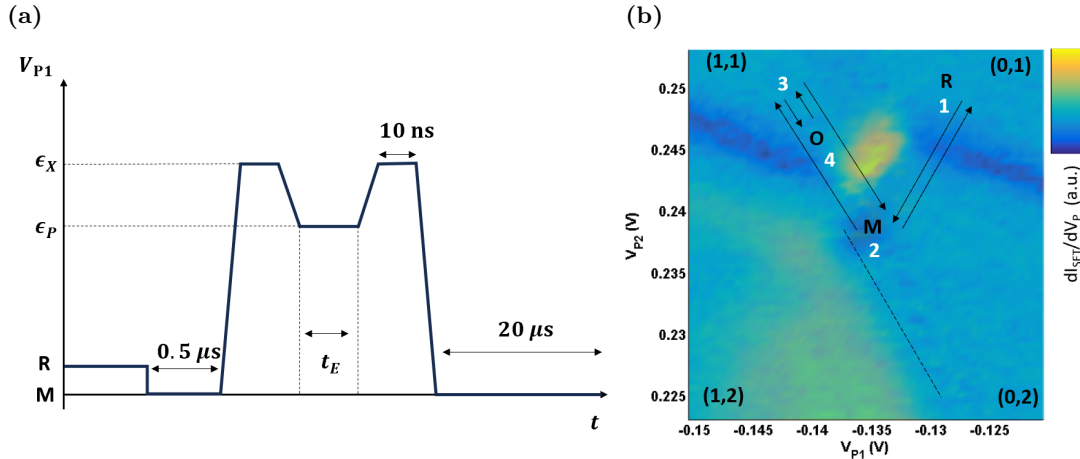 (a)
V_P1
ϵ_X
ϵ_P
R
M
0.5 μs
10 ns
t_E
20 μs
t
(b)
(1,1)
(0,1)
3
R
1
O
4
M
2
(1,2)
(0,2)
0.25
0.245
0.24
0.235
0.23
0.225
V_P2 (V)
-0.15
-0.145
-0.14
-0.135
-0.13
-0.125
V_P1 (V)
dI_SET/dV_P (a.u.)